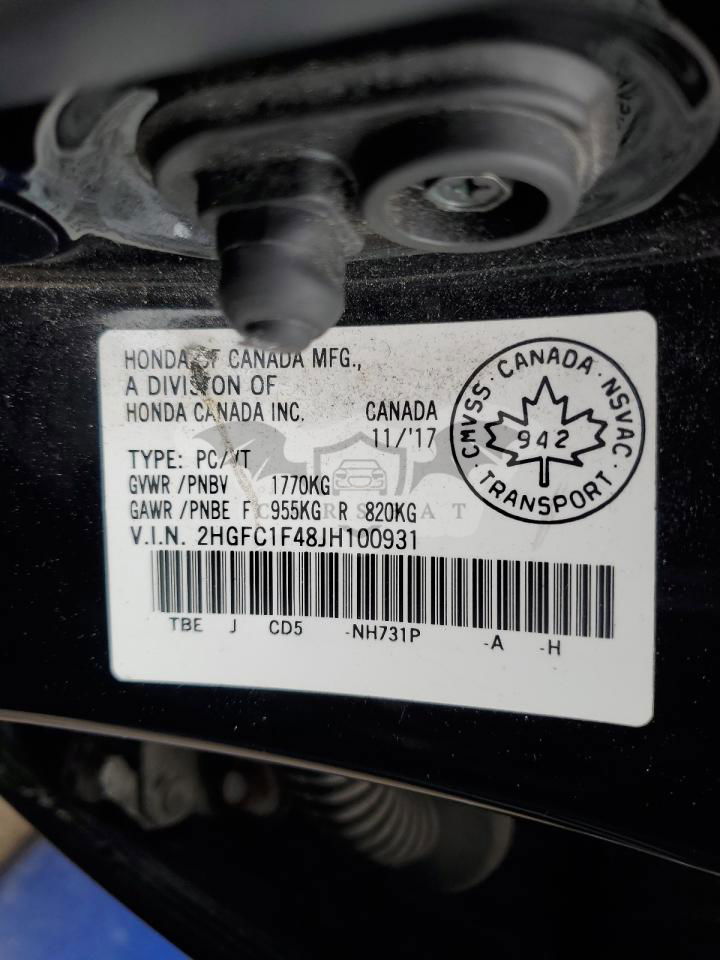 HONDA OF CANADA MFG.,
A DIVISION OF
HONDA CANADA INC. CANADA
11/'17
TYPE: PC/VT
GVWR /PNBV 1770KG
GAWR /PNBE F 955KG R 820KG
V.I.N. 2HGFC1F48JH100931
TBE J CD5 -NH731P -A -H
CMVSS · CANADA · NSVAC · TRANSPORT ·
942